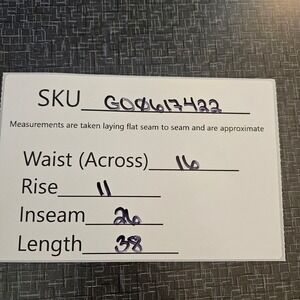 SKU GO0617422
Measurements are taken laying flat seam to seam and are approximate
Waist (Across) 16
Rise 11
Inseam 26
Length 38